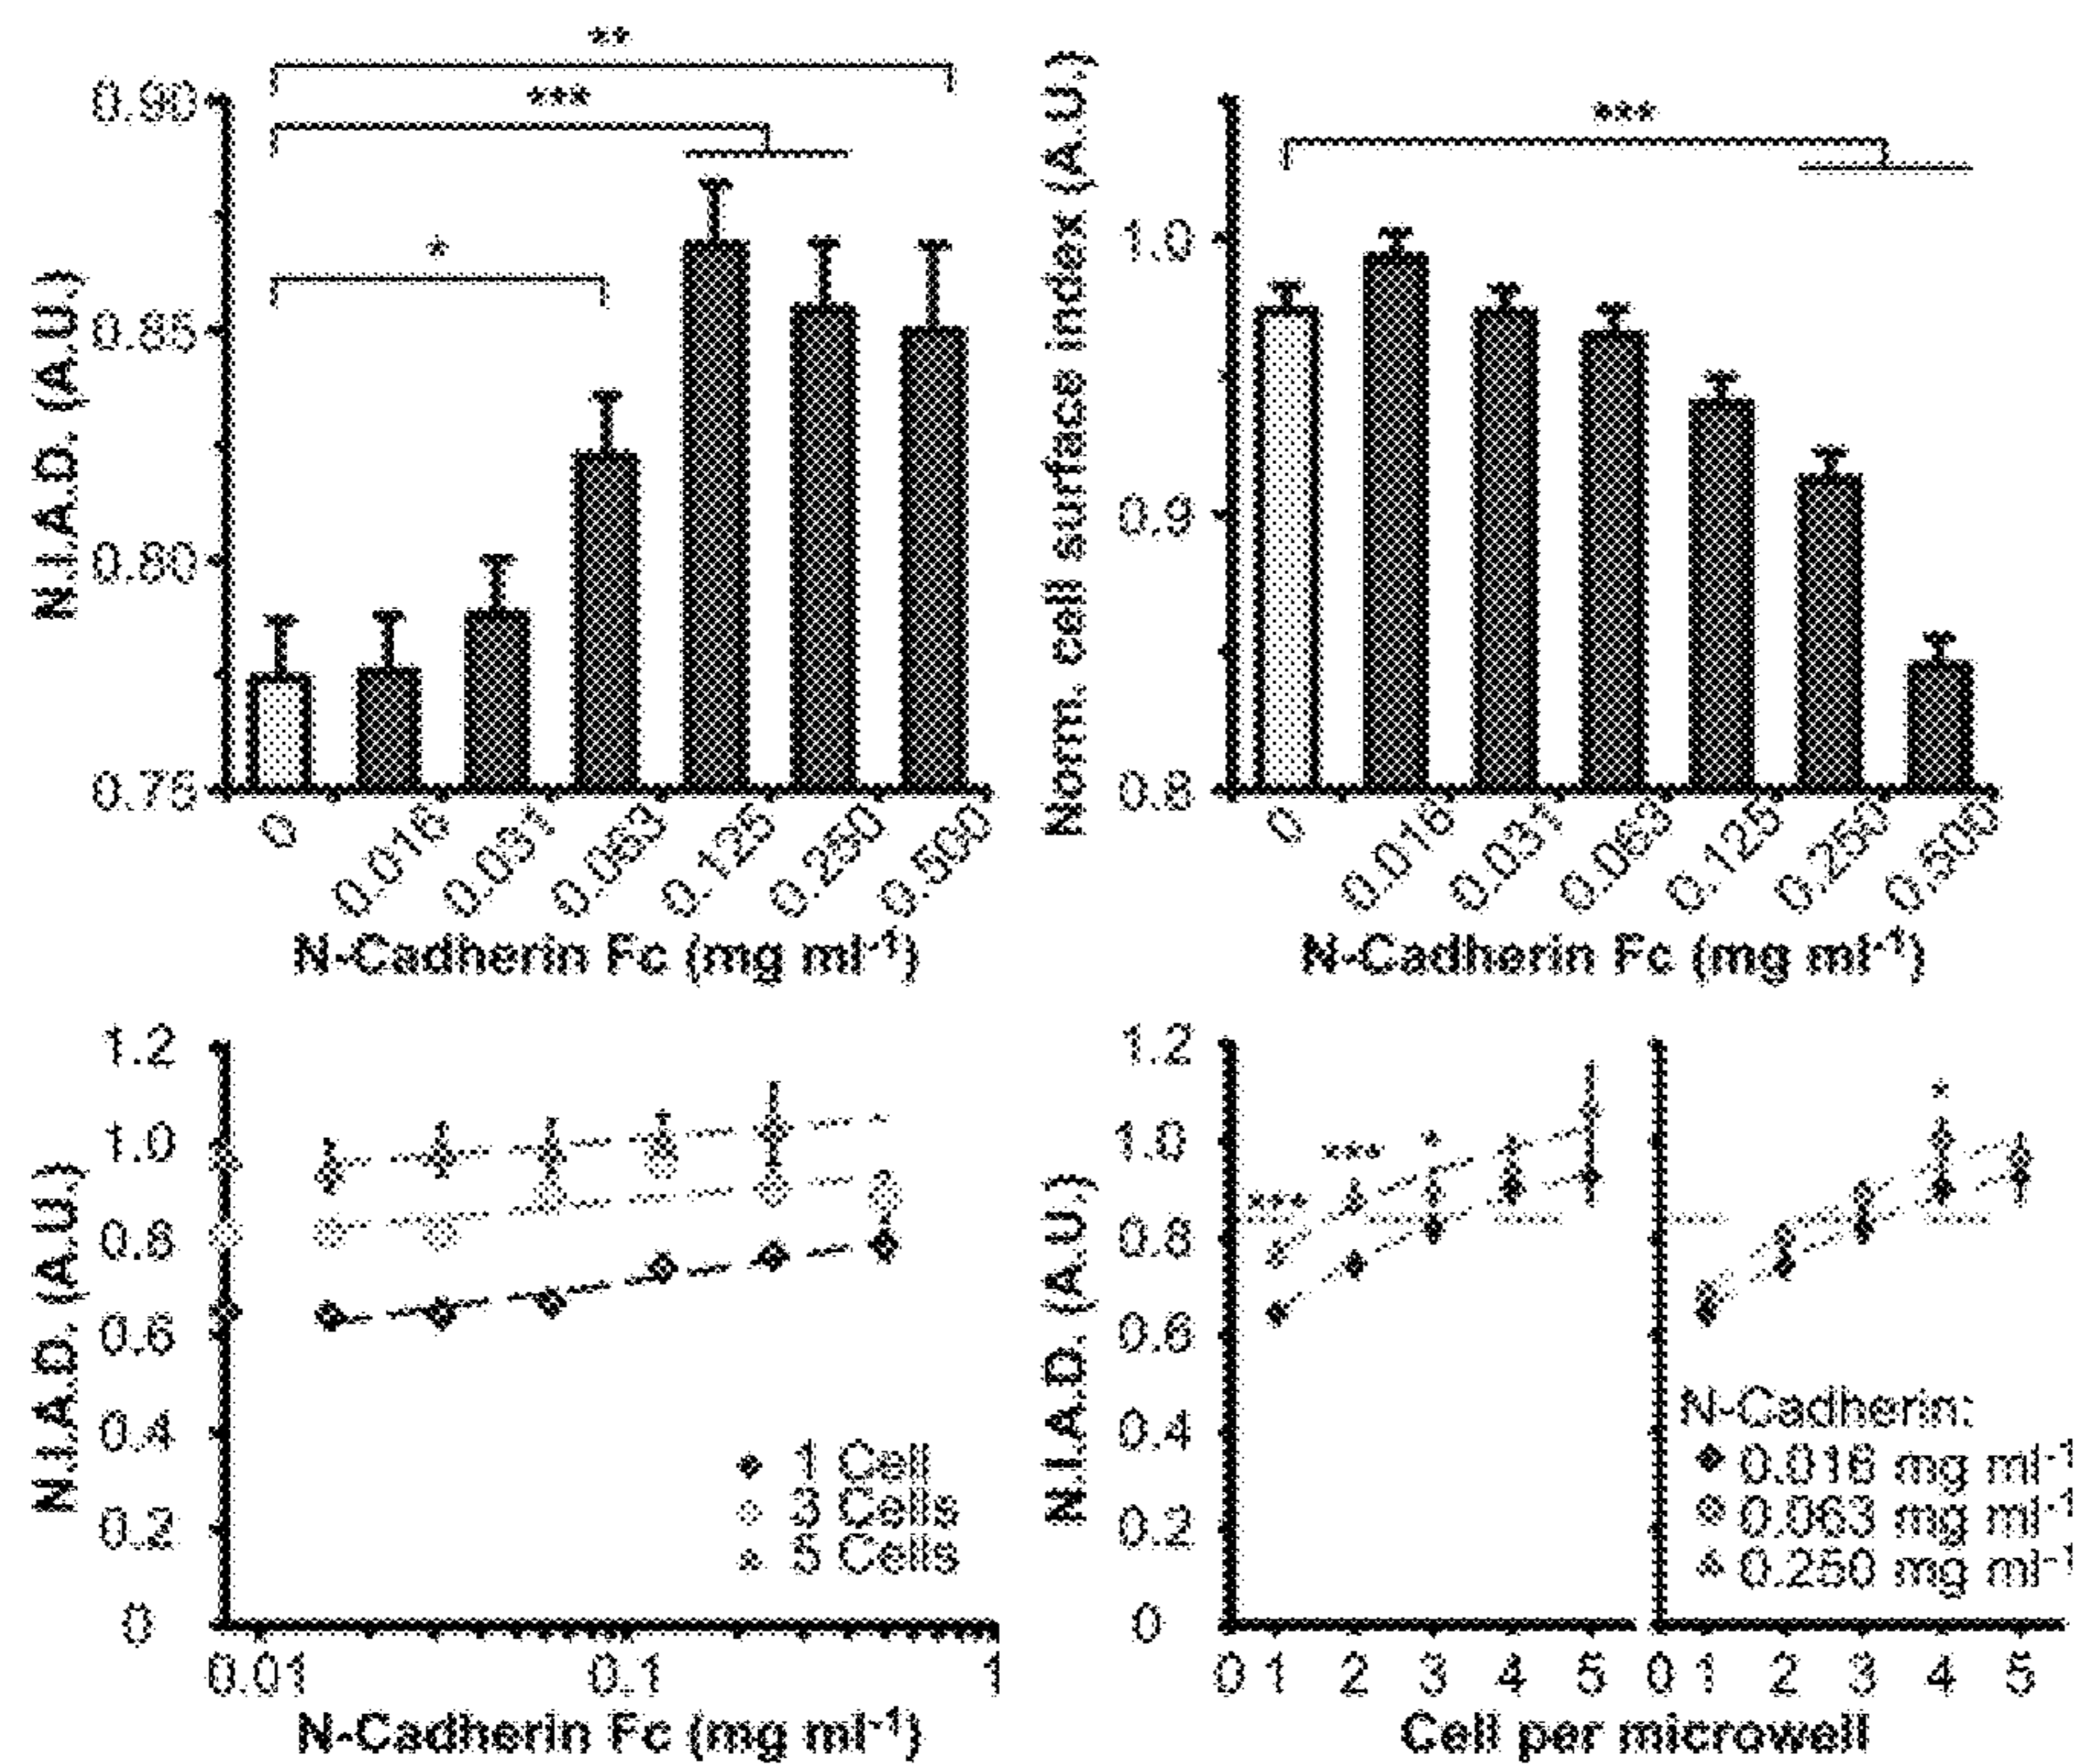 **
***
*
N.I.A.D. (A.U.)
0.90
0.85
0.80
0.75
0
0.016
0.031
0.063
0.125
0.250
0.500
N-Cadherin Fc (mg ml-1)
***
Norm. cell surface index (A.U.)
1.0
0.9
0.8
0
0.016
0.031
0.063
0.125
0.250
0.500
N-Cadherin Fc (mg ml-1)
N.I.A.D. (A.U.)
1.2
1.0
0.8
0.6
0.4
0.2
0
1 Cell
3 Cells
5 Cells
0.01 0.1 1
N-Cadherin Fc (mg ml-1)
N.I.A.D. (A.U.)
1.2
1.0
0.8
0.6
0.4
0.2
0
***
***
*
*
N-Cadherin:
0.016 mg ml-1
0.063 mg ml-1
0.250 mg ml-1
0 1 2 3 4 5 0 1 2 3 4 5
Cell per microwell